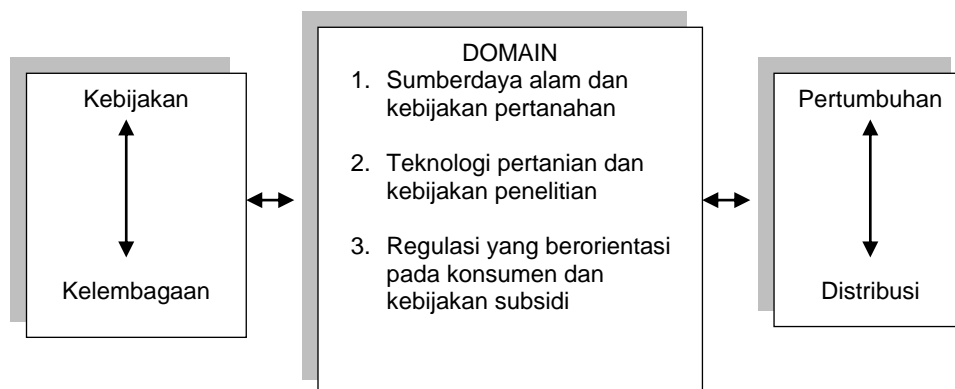 Kebijakan
Kelembagaan
DOMAIN
1. Sumberdaya alam dan
kebijakan pertanahan
2. Teknologi pertanian dan
kebijakan penelitian
3. Regulasi yang berorientasi
pada konsumen dan
kebijakan subsidi
Pertumbuhan
Distribusi